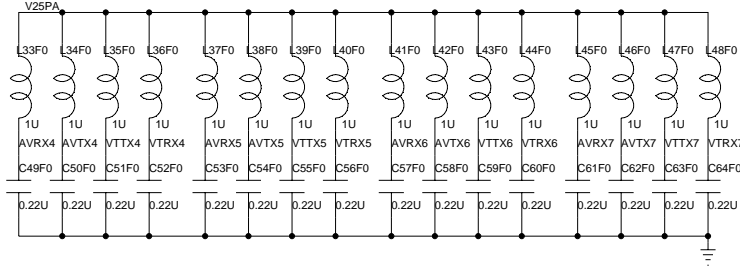 V25PA
L33F0 L34F0 L35F0 L36F0 L37F0 L38F0 L39F0 L40F0 L41F0 L42F0 L43F0 L44F0 L45F0 L46F0 L47F0 L48F0
1U 1U 1U 1U 1U 1U 1U 1U 1U 1U 1U 1U 1U 1U 1U 1U
AVRX4 AVTX4 VTTX4 VTRX4 AVRX5 AVTX5 VTTX5 VTRX5 AVRX6 AVTX6 VTTX6 VTRX6 AVRX7 AVTX7 VTTX7 VTRX7
C49F0 C50F0 C51F0 C52F0 C53F0 C54F0 C55F0 C56F0 C57F0 C58F0 C59F0 C60F0 C61F0 C62F0 C63F0 C64F0
0.22U 0.22U 0.22U 0.22U 0.22U 0.22U 0.22U 0.22U 0.22U 0.22U 0.22U 0.22U 0.22U 0.22U 0.22U 0.22U